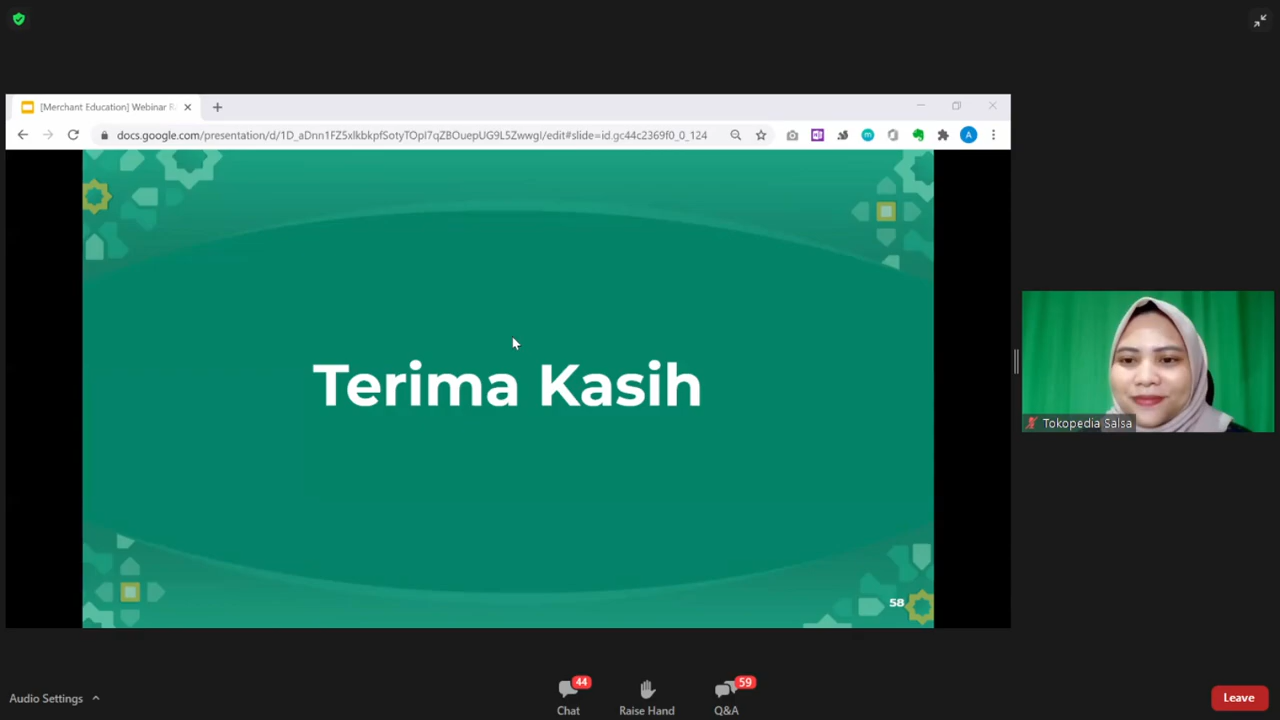 [Merchant Education] Webinar R
docs.google.com/presentation/d/1D_aDnn1FZ5xlkbkpfSotyTOpl7qZBOuepUG9L5Zwwgl/edit#slide=id.gc44c2369f0_0_124
A
Terima Kasih
58
Tokopedia Salsa
Audio Settings
44
Chat
Raise Hand
59
Q&A
Leave